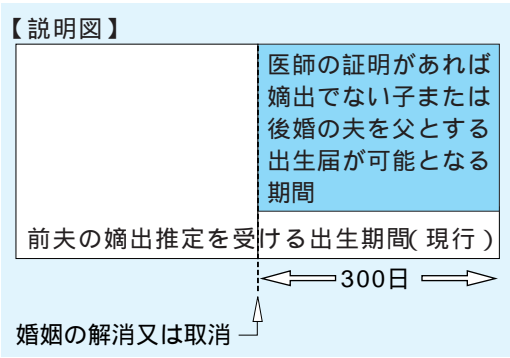 【説明図】
医師の証明があれば
嫡出でない子または
後婚の夫を父とする
出生届が可能となる
期間
前夫の嫡出推定を受ける出生期間(現行)
300日
婚姻の解消又は取消